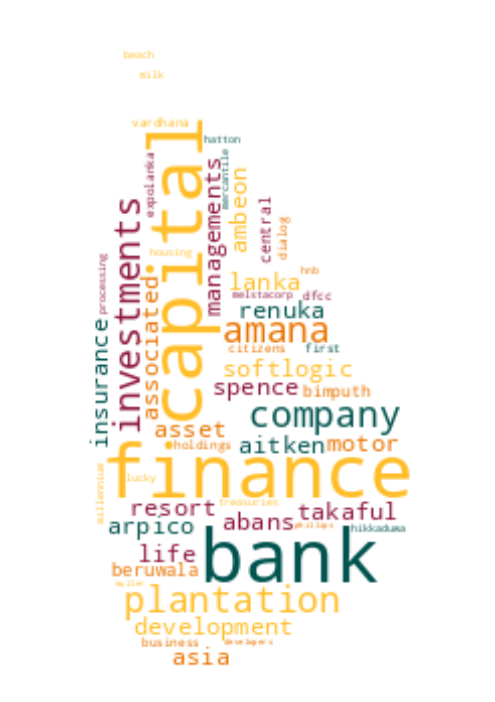 beach
milk
vardhana
capital
hatton
expolanka
managements
mercantile
ambeon
central
dialog
investments
housing
processing
associated
lanka
hnb
melstacorp
dfcc
renuka
amana
insurance
citizens
first
softlogic
spence
bimputh
company
asset
holdings
aitken
motor
finance
millennium
lucky
resort
treasuries
takaful
arpico
abans
phillips
hikkaduwa
life
bank
beruwala
muller
plantation
development
business
developers
asia